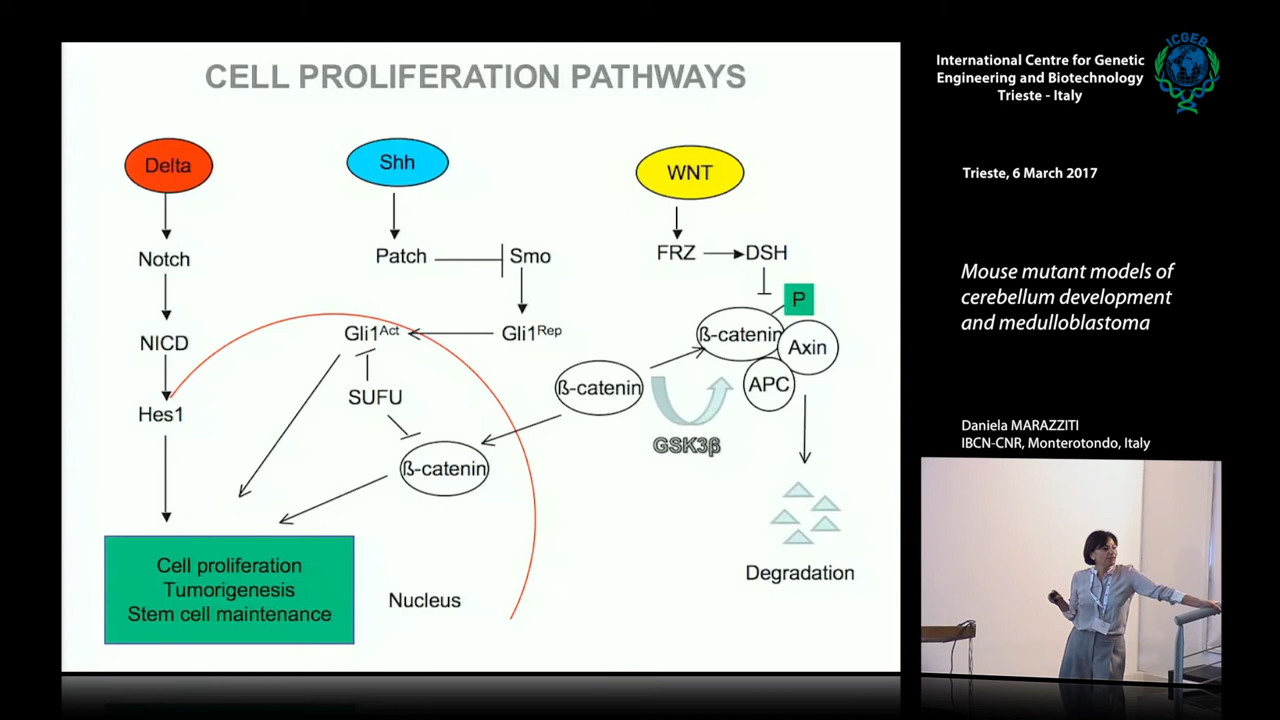 CELL PROLIFERATION PATHWAYS
Delta
Shh
WNT
Notch
Patch
Smo
FRZ
DSH
P
NICD
Gli1Act
Gli1Rep
ß-catenin
Axin
APC
Hes1
SUFU
ß-catenin
GSK3β
ß-catenin
Cell proliferation
Tumorigenesis
Stem cell maintenance
Nucleus
Degradation
International Centre for Genetic
Engineering and Biotechnology
Trieste - Italy
ICGEB
Trieste, 6 March 2017
Mouse mutant models of
cerebellum development
and medulloblastoma
Daniela MARAZZITI
IBCN-CNR, Monterotondo, Italy